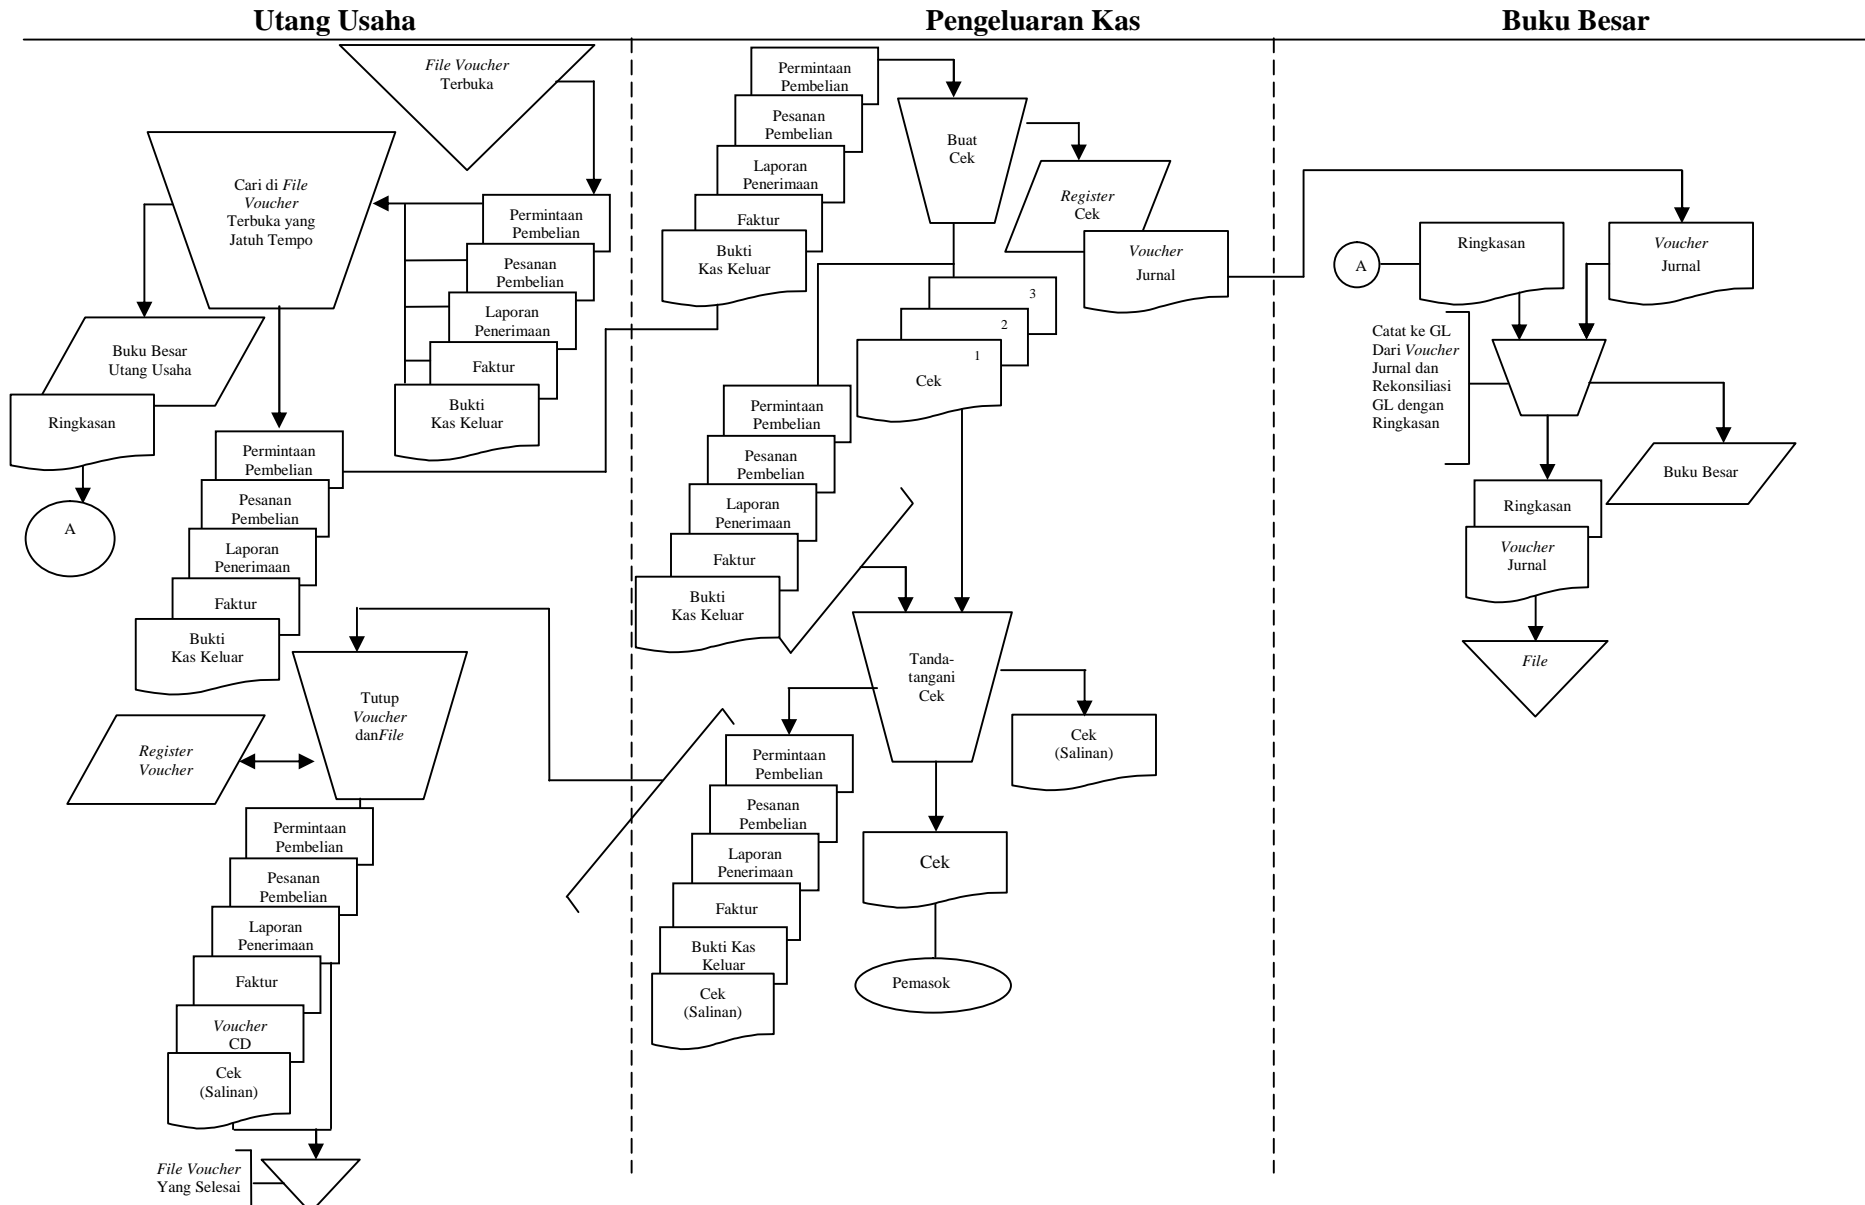 Utang Usaha
Pengeluaran Kas
Buku Besar
File Voucher
Terbuka
Cari di File
Voucher
Terbuka yang
Jatuh Tempo
Permintaan
Pembelian
Pesanan
Pembelian
Laporan
Penerimaan
Faktur
Bukti
Kas Keluar
Buku Besar
Utang Usaha
Ringkasan
A
Permintaan
Pembelian
Pesanan
Pembelian
Laporan
Penerimaan
Faktur
Bukti
Kas Keluar
Tutup
Voucher
danFile
Register
Voucher
Permintaan
Pembelian
Pesanan
Pembelian
Laporan
Penerimaan
Faktur
Voucher
CD
Cek
(Salinan)
File Voucher
Yang Selesai
Permintaan
Pembelian
Pesanan
Pembelian
Laporan
Penerimaan
Faktur
Bukti
Kas Keluar
Buat
Cek
Register
Cek
Voucher
Jurnal
3
2
1
Cek
Permintaan
Pembelian
Pesanan
Pembelian
Laporan
Penerimaan
Faktur
Bukti
Kas Keluar
Tanda-
tangani
Cek
Cek
(Salinan)
Permintaan
Pembelian
Pesanan
Pembelian
Laporan
Penerimaan
Faktur
Bukti Kas
Keluar
Cek
(Salinan)
Cek
Pemasok
A
Ringkasan
Voucher
Jurnal
Catat ke GL
Dari Voucher
Jurnal dan
Rekonsiliasi
GL dengan
Ringkasan
Buku Besar
Ringkasan
Voucher
Jurnal
File